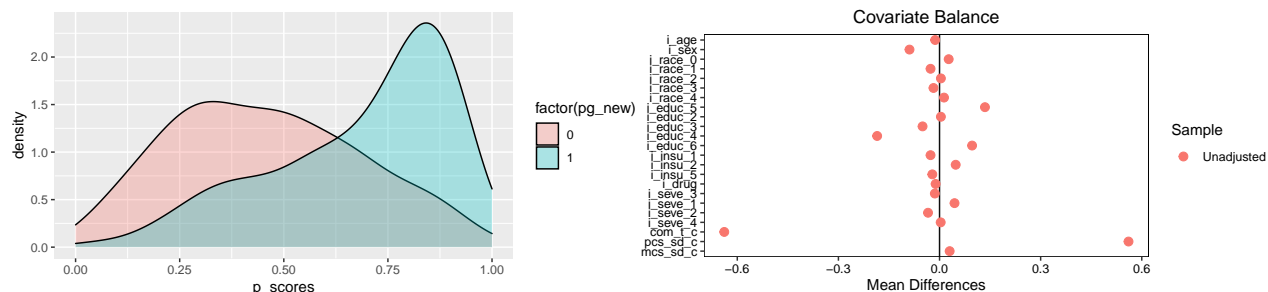 2.0
1.5
1.0
0.5
0.0
density
0.00
0.25
0.50
0.75
1.00
p_scores
factor(pg_new)
0
1
Covariate Balance
i_age
i_sex
i_race_0
i_race_1
i_race_2
i_race_3
i_race_4
i_educ_5
i_educ_2
i_educ_3
i_educ_4
i_educ_6
i_insu_1
i_insu_2
i_insu_5
i_drug
i_seve_3
i_seve_1
i_seve_2
i_seve_4
com_t_c
pcs_sd_c
mcs_sd_c
−0.6
−0.3
0.0
0.3
0.6
Mean Differences
Sample
Unadjusted